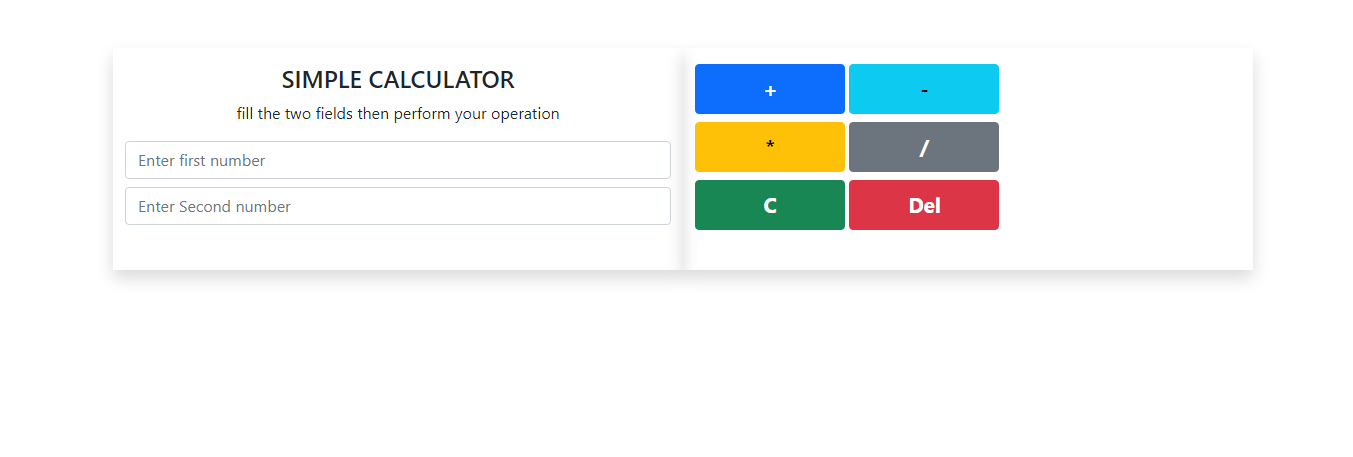 SIMPLE CALCULATOR
fill the two fields then perform your operation
Enter first number
Enter Second number
+ -
* /
C Del